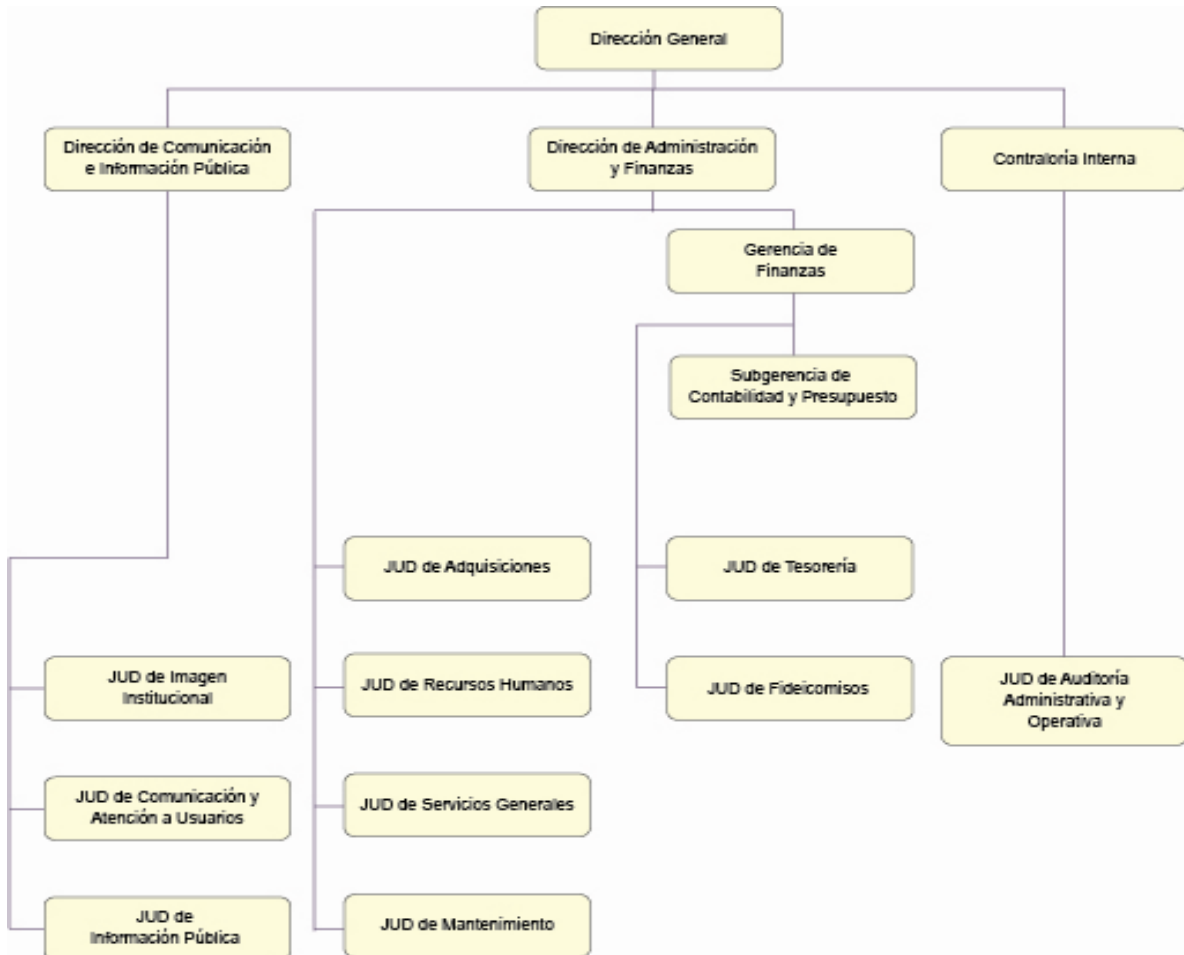 Dirección General
Dirección de Comunicación
e Información Pública
Dirección de Administración
y Finanzas
Contraloría Interna
Gerencia de
Finanzas
Subgerencia de
Contabilidad y Presupuesto
JUD de Adquisiciones
JUD de Tesorería
JUD de Imagen
Institucional
JUD de Recursos Humanos
JUD de Fideicomisos
JUD de Auditoría
Administrativa y
Operativa
JUD de Comunicación y
Atención a Usuarios
JUD de Servicios Generales
JUD de
Información Pública
JUD de Mantenimiento